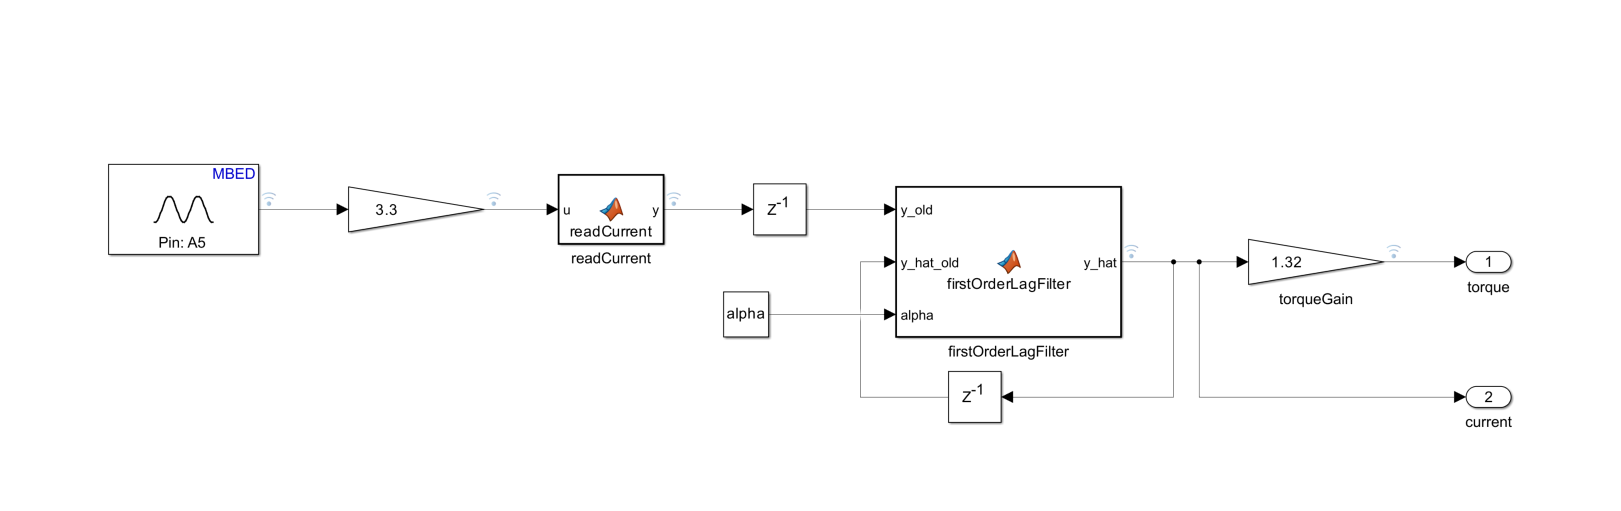 MBED
Pin: A5
3.3
u
y
readCurrent
readCurrent
Z-1
y_old
y_hat_old
alpha
y_hat
firstOrderLagFilter
firstOrderLagFilter
alpha
Z-1
1.32
torqueGain
1
torque
2
current